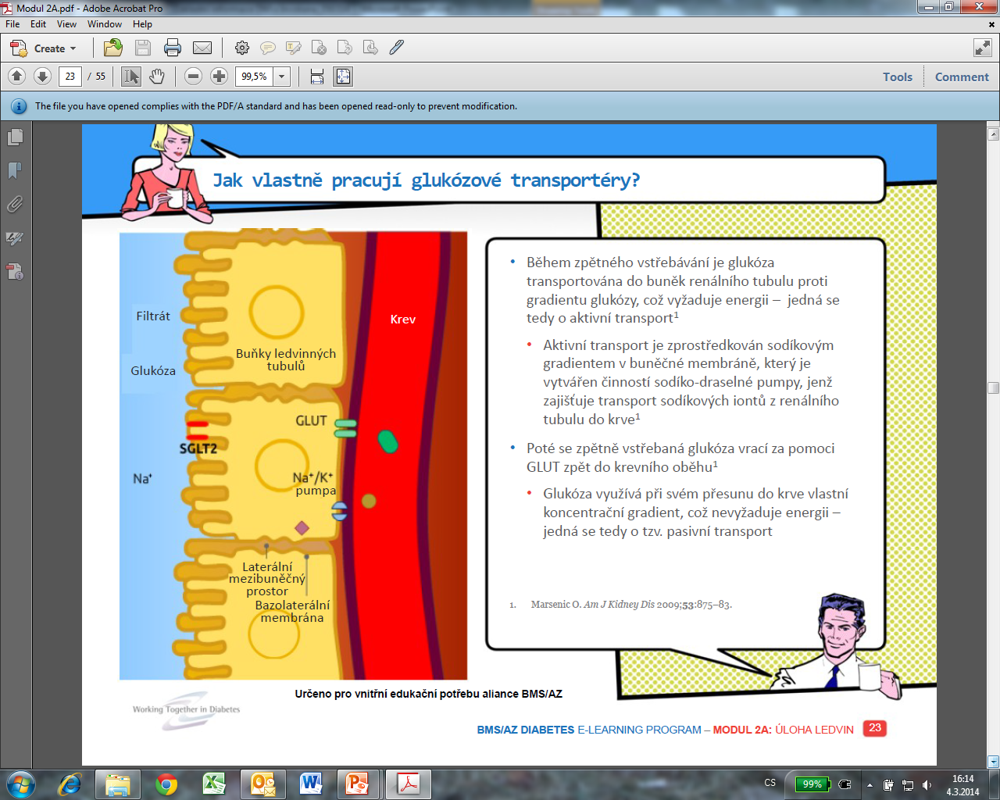 Modul 2A.pdf - Adobe Acrobat Pro
File Edit View Window Help
Create
23 / 55 99,5% Tools Comment
The file you have opened complies with the PDF/A standard and has been opened read-only to prevent modification.
Jak vlastně pracují glukózové transportéry?
Filtrát
Glukóza
Na⁺
Buňky ledvinných
tubulů
Krev
GLUT
SGLT2
Na⁺/K⁺
pumpa
Laterální
mezibuněčný
prostor
Bazolaterální
membrána
• Během zpětného vstřebávání je glukóza
transportována do buněk renálního tubulu proti
gradientu glukózy, což vyžaduje energii – jedná se
tedy o aktivní transport¹
• Aktivní transport je zprostředkován sodíkovým
gradientem v buněčné membráně, který je
vytvářen činností sodíko-draselné pumpy, jenž
zajišťuje transport sodíkových iontů z renálního
tubulu do krve¹
• Poté se zpětně vstřebaná glukóza vrací za pomoci
GLUT zpět do krevního oběhu¹
• Glukóza využívá při svém přesunu do krve vlastní
koncentrační gradient, což nevyžaduje energii –
jedná se tedy o tzv. pasivní transport
1. Marsenic O. Am J Kidney Dis 2009;53:875–83.
Určeno pro vnitřní edukační potřebu aliance BMS/AZ
Working Together in Diabetes
BMS/AZ DIABETES E-LEARNING PROGRAM – MODUL 2A: ÚLOHA LEDVIN 23
CS 99% 16:14
4.3.2014